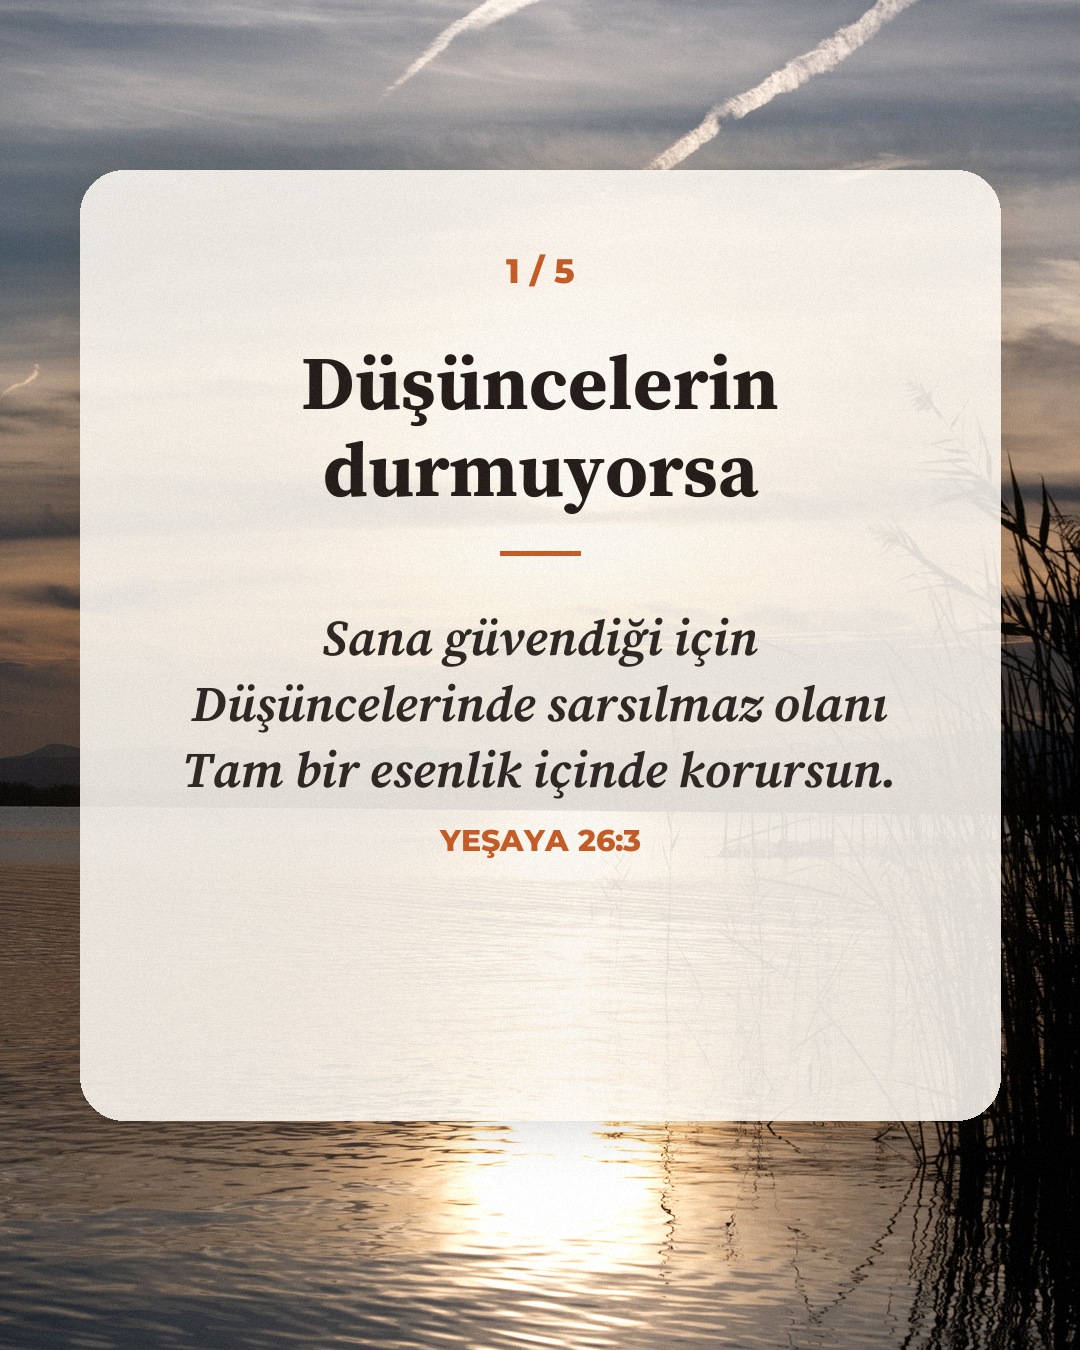 1 / 5
Düşüncelerin
durmuyorsa
Sana güvendiği için
Düşüncelerinde sarsılmaz olanı
Tam bir esenlik içinde korursun.
YEŞAYA 26:3